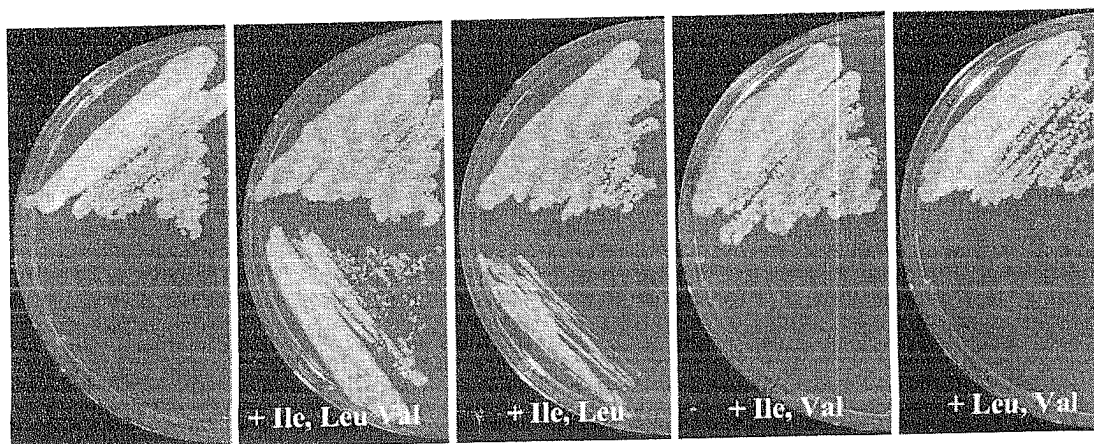 + Ile, Leu Val
+ Ile, Leu
+ Ile, Val
+ Leu, Val